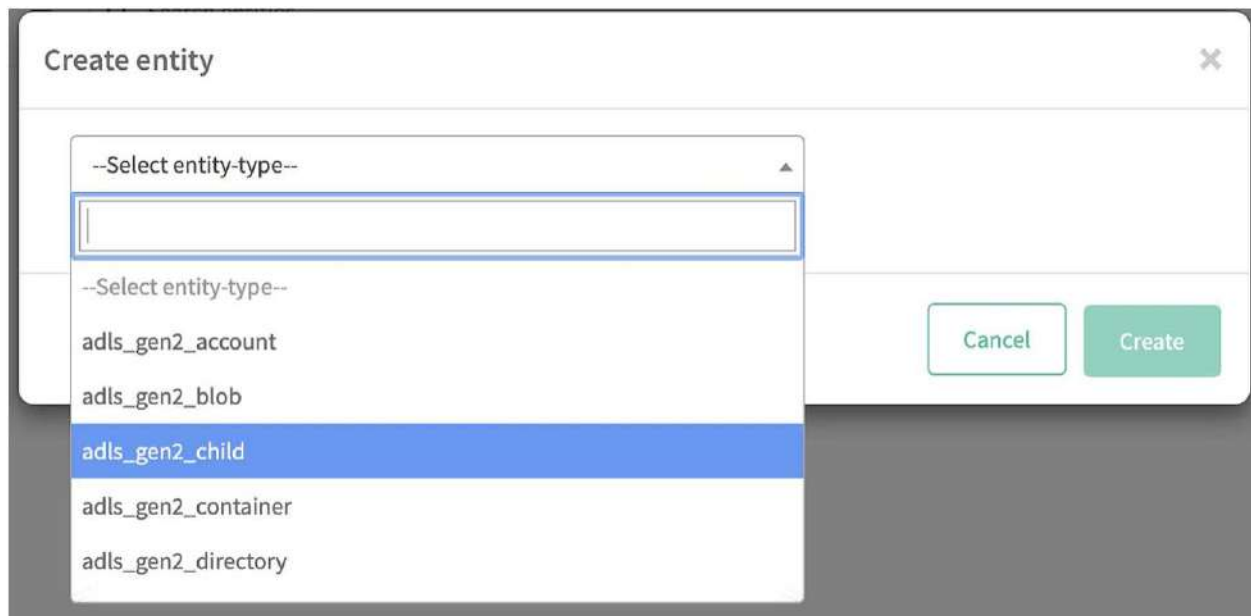 Create entity
--Select entity-type--
--Select entity-type--
adls_gen2_account
adls_gen2_blob
adls_gen2_child
adls_gen2_container
adls_gen2_directory
Cancel
Create